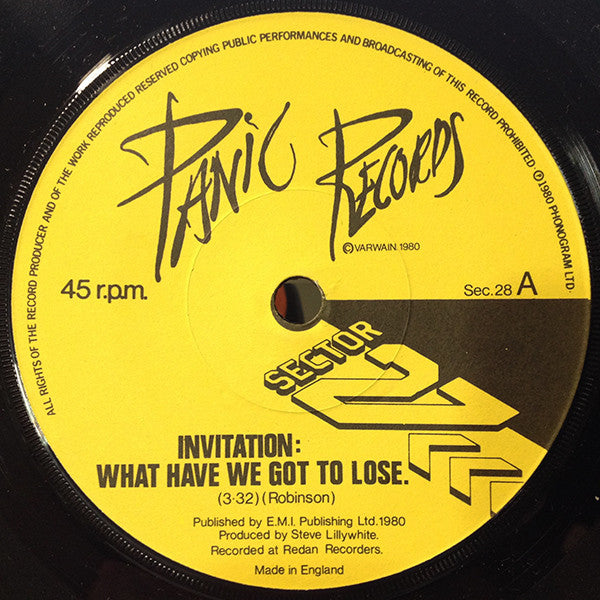 ALL RIGHTS OF THE RECORD PRODUCER AND OF THE WORK REPRODUCED RESERVED COPYING PUBLIC PERFORMANCES AND BROADCASTING OF THIS RECORD PROHIBITED ℗1980 PHONOGRAM LTD.
PANIC RECORDS
©VARWAIN 1980
45 r.p.m.
Sec.28 A
SECTOR
2
INVITATION:
WHAT HAVE WE GOT TO LOSE.
(3·32) (Robinson)
Published by E.M.I. Publishing Ltd.1980
Produced by Steve Lillywhite.
Recorded at Redan Recorders.
Made in England